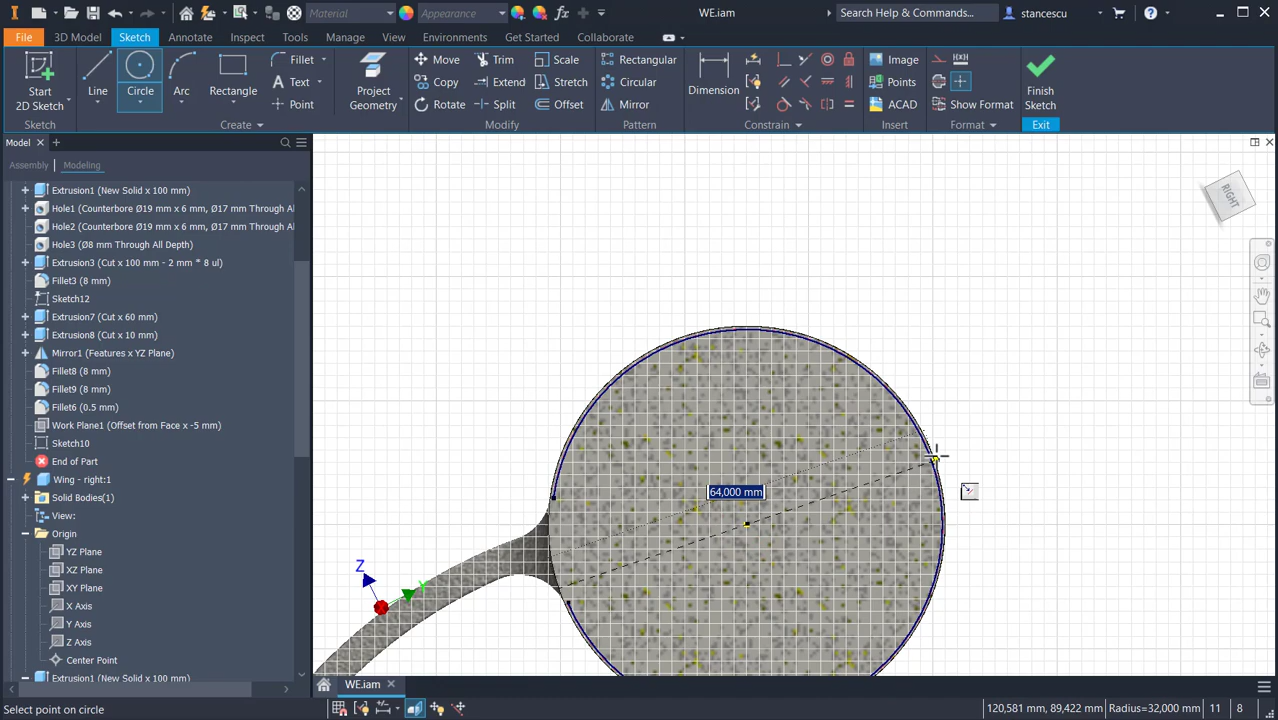 Material
Appearance
WE.iam
Search Help & Commands...
stancescu
File
3D Model
Sketch
Annotate
Inspect
Tools
Manage
View
Environments
Get Started
Collaborate
Start
2D Sketch
Line
Circle
Arc
Rectangle
Fillet
Text
Point
Project
Geometry
Move
Trim
Scale
Copy
Extend
Stretch
Rotate
Split
Offset
Rectangular
Circular
Mirror
Dimension
Image
Points
ACAD
Show Format
Finish
Sketch
Sketch
Create
Modify
Pattern
Constrain
Insert
Format
Exit
Model
Assembly
Modeling
Extrusion1 (New Solid x 100 mm)
Hole1 (Counterbore Ø19 mm x 6 mm, Ø17 mm Through Al
Hole2 (Counterbore Ø19 mm x 6 mm, Ø17 mm Through Al
Hole3 (Ø8 mm Through All Depth)
Extrusion3 (Cut x 100 mm - 2 mm * 8 ul)
Fillet3 (8 mm)
Sketch12
Extrusion7 (Cut x 60 mm)
Extrusion8 (Cut x 10 mm)
Mirror1 (Features x YZ Plane)
Fillet8 (8 mm)
Fillet9 (8 mm)
Fillet6 (0.5 mm)
Work Plane1 (Offset from Face x -5 mm)
Sketch10
End of Part
Wing - right:1
Solid Bodies(1)
View:
Origin
YZ Plane
XZ Plane
XY Plane
X Axis
Y Axis
Z Axis
Center Point
Extrusion1 (New Solid x 100 mm)
RIGHT
64,000 mm
Z
Y
WE.iam
Select point on circle
120,581 mm, 89,422 mm
Radius=32,000 mm
11
8